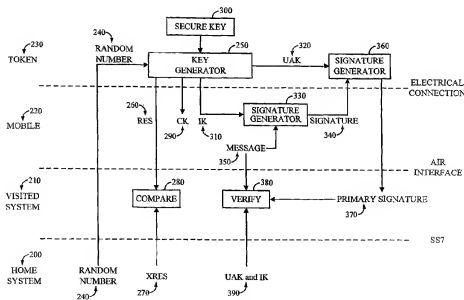 300
SECURE KEY
230
TOKEN
240
RANDOM
NUMBER
250
KEY
GENERATOR
320
UAK
360
SIGNATURE
GENERATOR
ELECTRICAL
CONNECTION
220
MOBILE
260
RES
CK
290
IK
310
330
SIGNATURE
GENERATOR
SIGNATURE
340
MESSAGE
350
AIR
INTERFACE
210
VISITED
SYSTEM
280
COMPARE
380
VERIFY
PRIMARY SIGNATURE
370
SS7
200
HOME
SYSTEM
RANDOM
NUMBER
240
XRES
270
UAK and IK
390